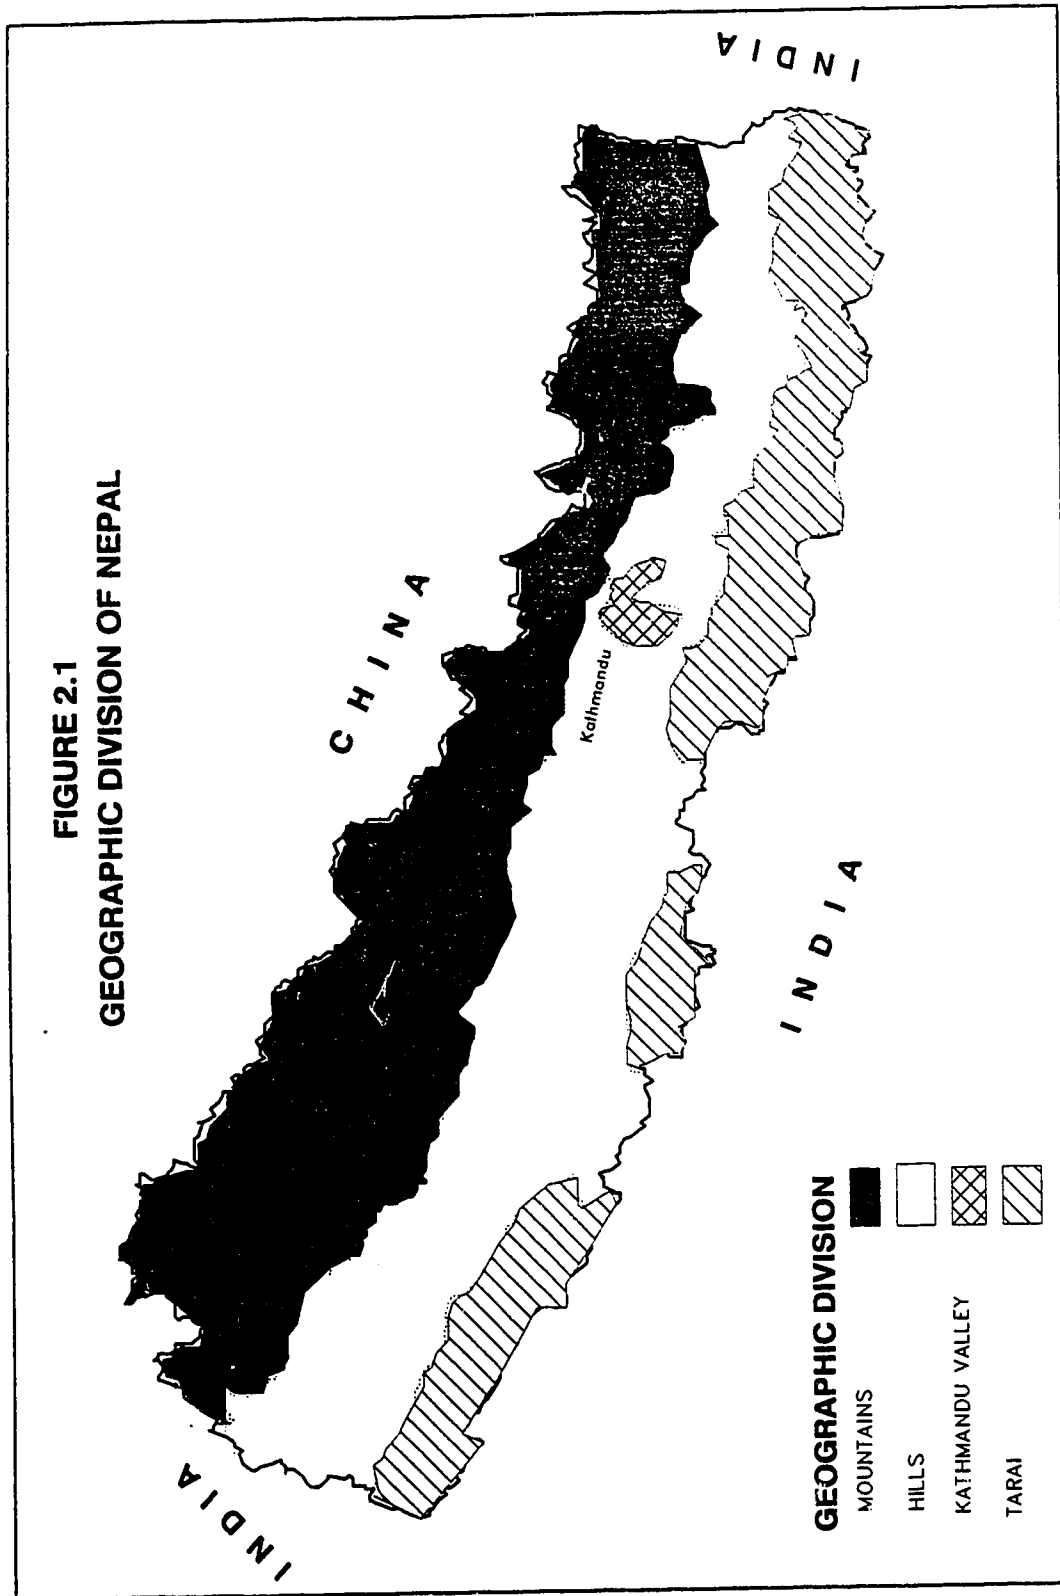 FIGURE 2.1
GEOGRAPHIC DIVISION OF NEPAL
CHINA
INDIA
INDIA
Kathmandu
INDIA
GEOGRAPHIC DIVISION
MOUNTAINS
HILLS
KATHMANDU VALLEY
TARAI